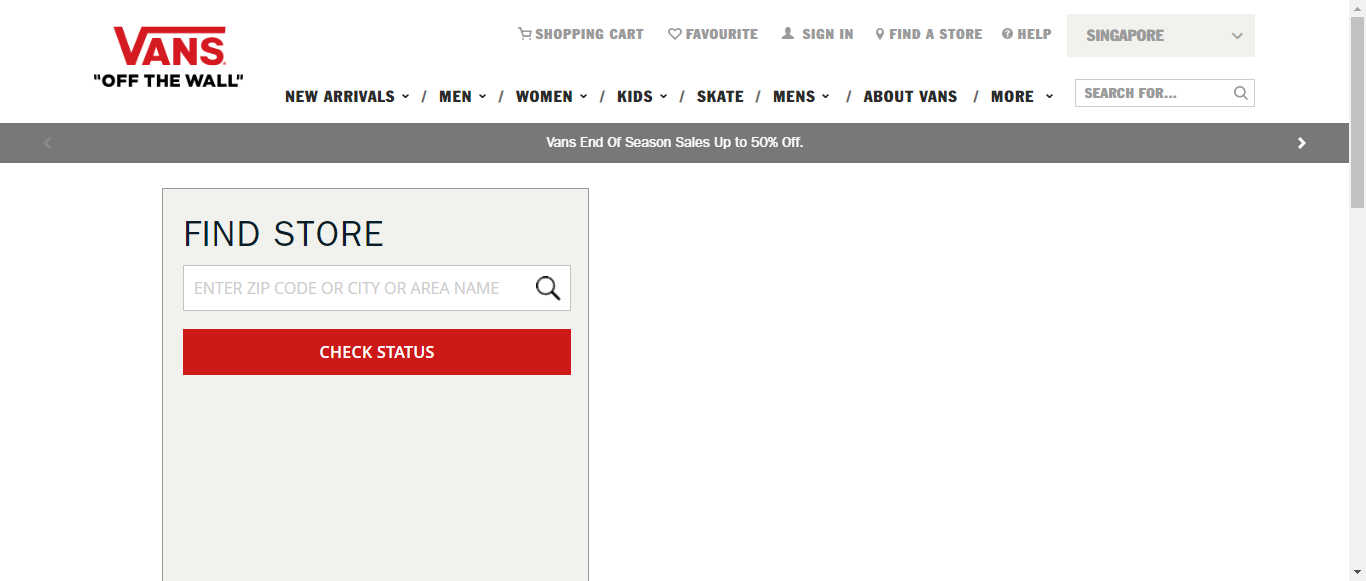 VANS
"OFF THE WALL"
SHOPPING CART FAVOURITE SIGN IN FIND A STORE HELP SINGAPORE
NEW ARRIVALS / MEN / WOMEN / KIDS / SKATE / MENS / ABOUT VANS / MORE SEARCH FOR...
Vans End Of Season Sales Up to 50% Off.
FIND STORE
ENTER ZIP CODE OR CITY OR AREA NAME
CHECK STATUS